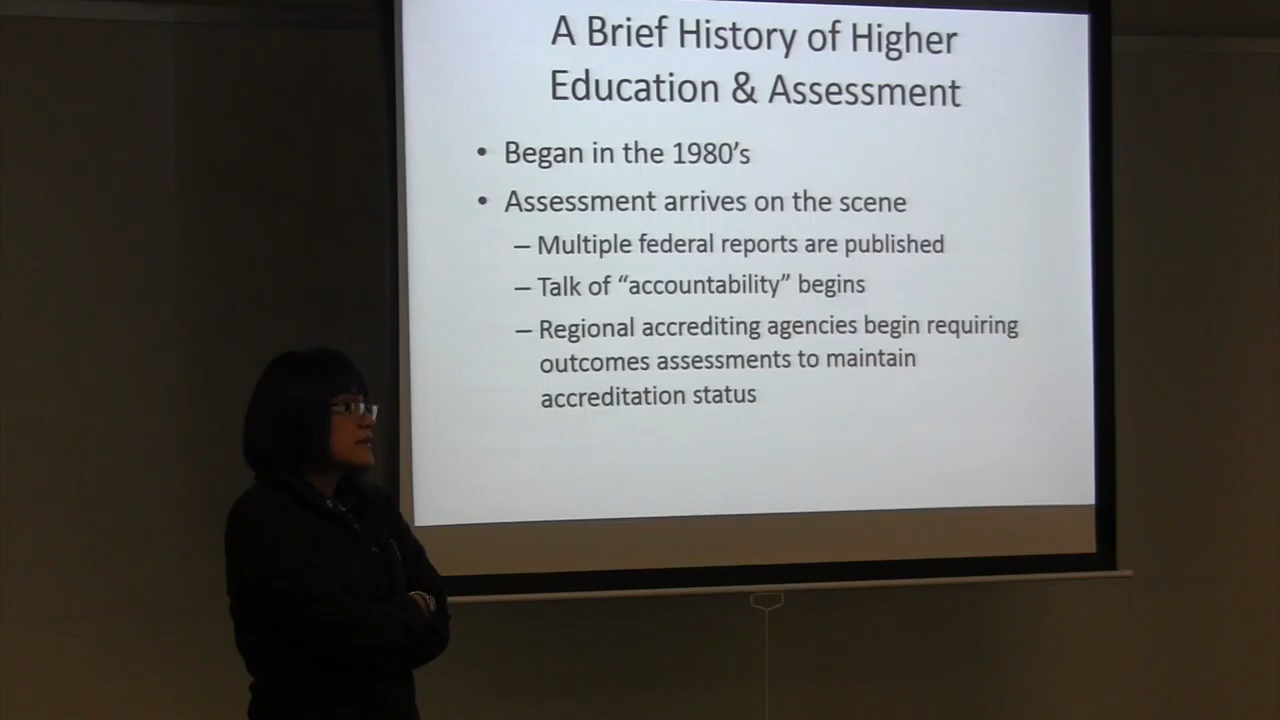 A Brief History of Higher
Education & Assessment
• Began in the 1980’s
• Assessment arrives on the scene
– Multiple federal reports are published
– Talk of “accountability” begins
– Regional accrediting agencies begin requiring
outcomes assessments to maintain
accreditation status